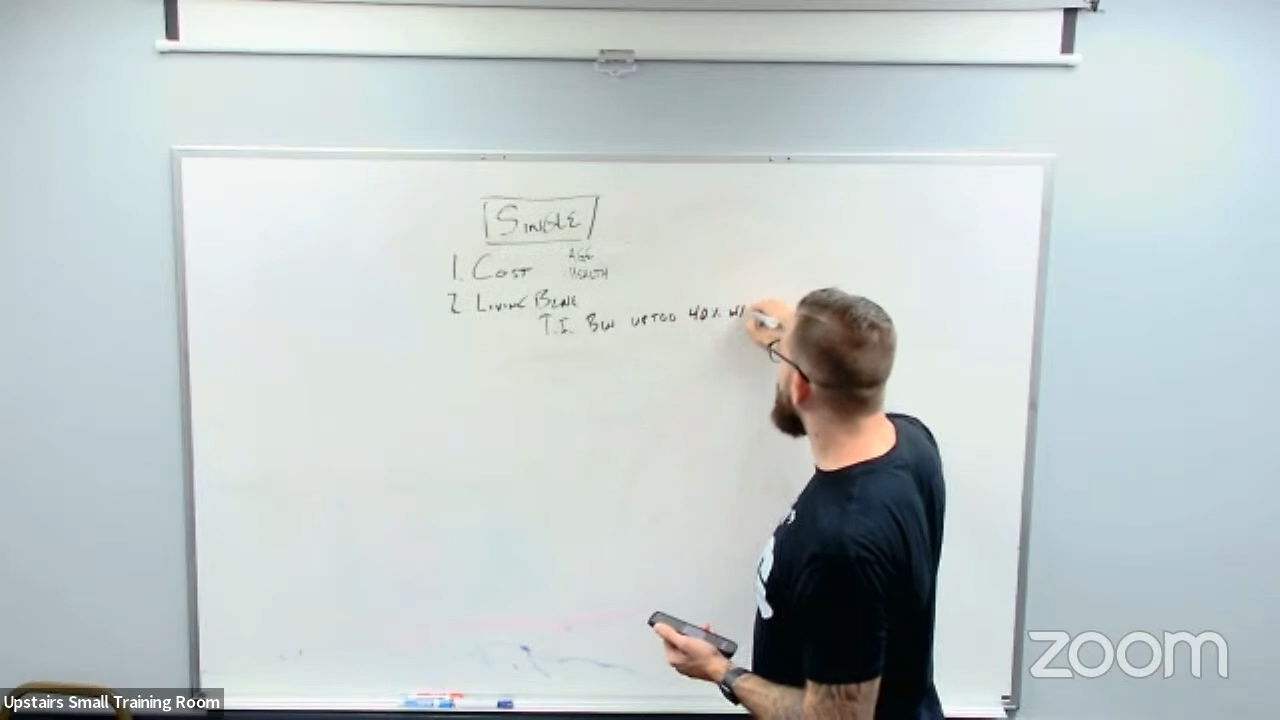 SINGLE
AGE
1. COST HEALTH
2 LIVING BENE
T.I. BW UPTOO 40%
zoom
Upstairs Small Training Room